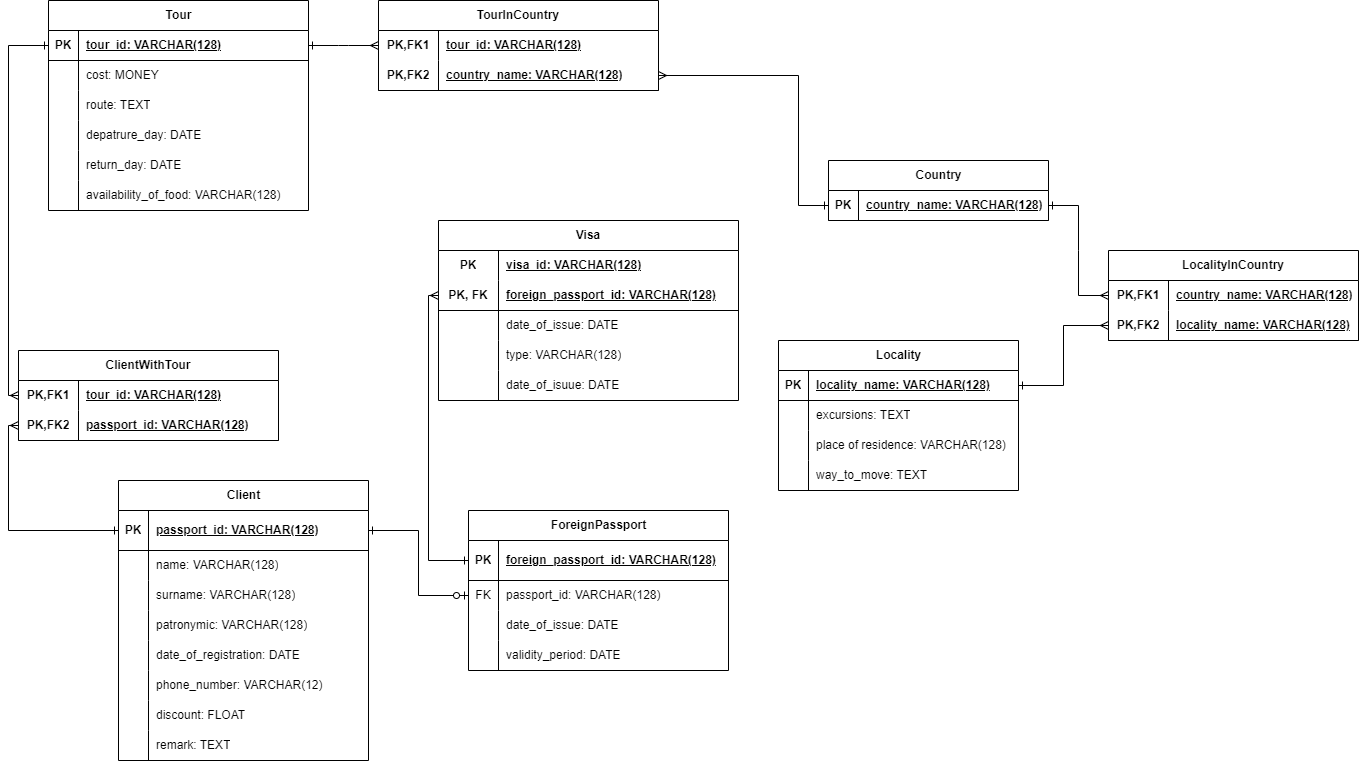 Tour
PK tour_id: VARCHAR(128)
cost: MONEY
route: TEXT
depatrure_day: DATE
return_day: DATE
availability_of_food: VARCHAR(128)
TourInCountry
PK,FK1 tour_id: VARCHAR(128)
PK,FK2 country_name: VARCHAR(128)
Country
PK country_name: VARCHAR(128)
Visa
PK visa_id: VARCHAR(128)
PK, FK foreign_passport_id: VARCHAR(128)
date_of_issue: DATE
type: VARCHAR(128)
date_of_isuue: DATE
LocalityInCountry
PK,FK1 country_name: VARCHAR(128)
PK,FK2 locality_name: VARCHAR(128)
Locality
PK locality_name: VARCHAR(128)
excursions: TEXT
place of residence: VARCHAR(128)
way_to_move: TEXT
ClientWithTour
PK,FK1 tour_id: VARCHAR(128)
PK,FK2 passport_id: VARCHAR(128)
Client
PK passport_id: VARCHAR(128)
name: VARCHAR(128)
surname: VARCHAR(128)
patronymic: VARCHAR(128)
date_of_registration: DATE
phone_number: VARCHAR(12)
discount: FLOAT
remark: TEXT
ForeignPassport
PK foreign_passport_id: VARCHAR(128)
FK passport_id: VARCHAR(128)
date_of_issue: DATE
validity_period: DATE